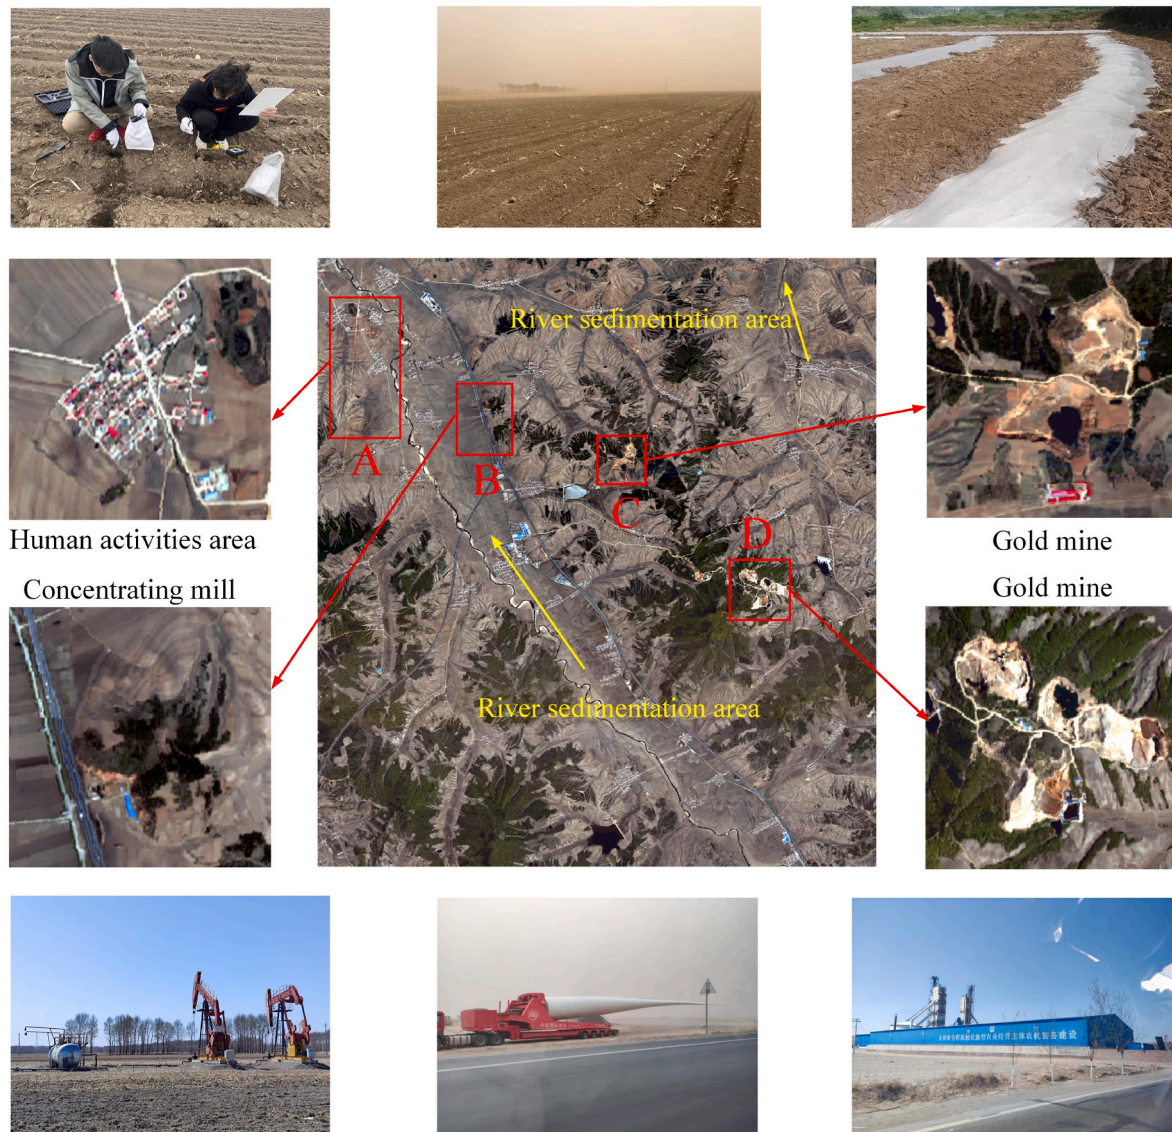 River sedimentation area
A
B
C
D
River sedimentation area
Human activities area
Concentrating mill
Gold mine
Gold mine